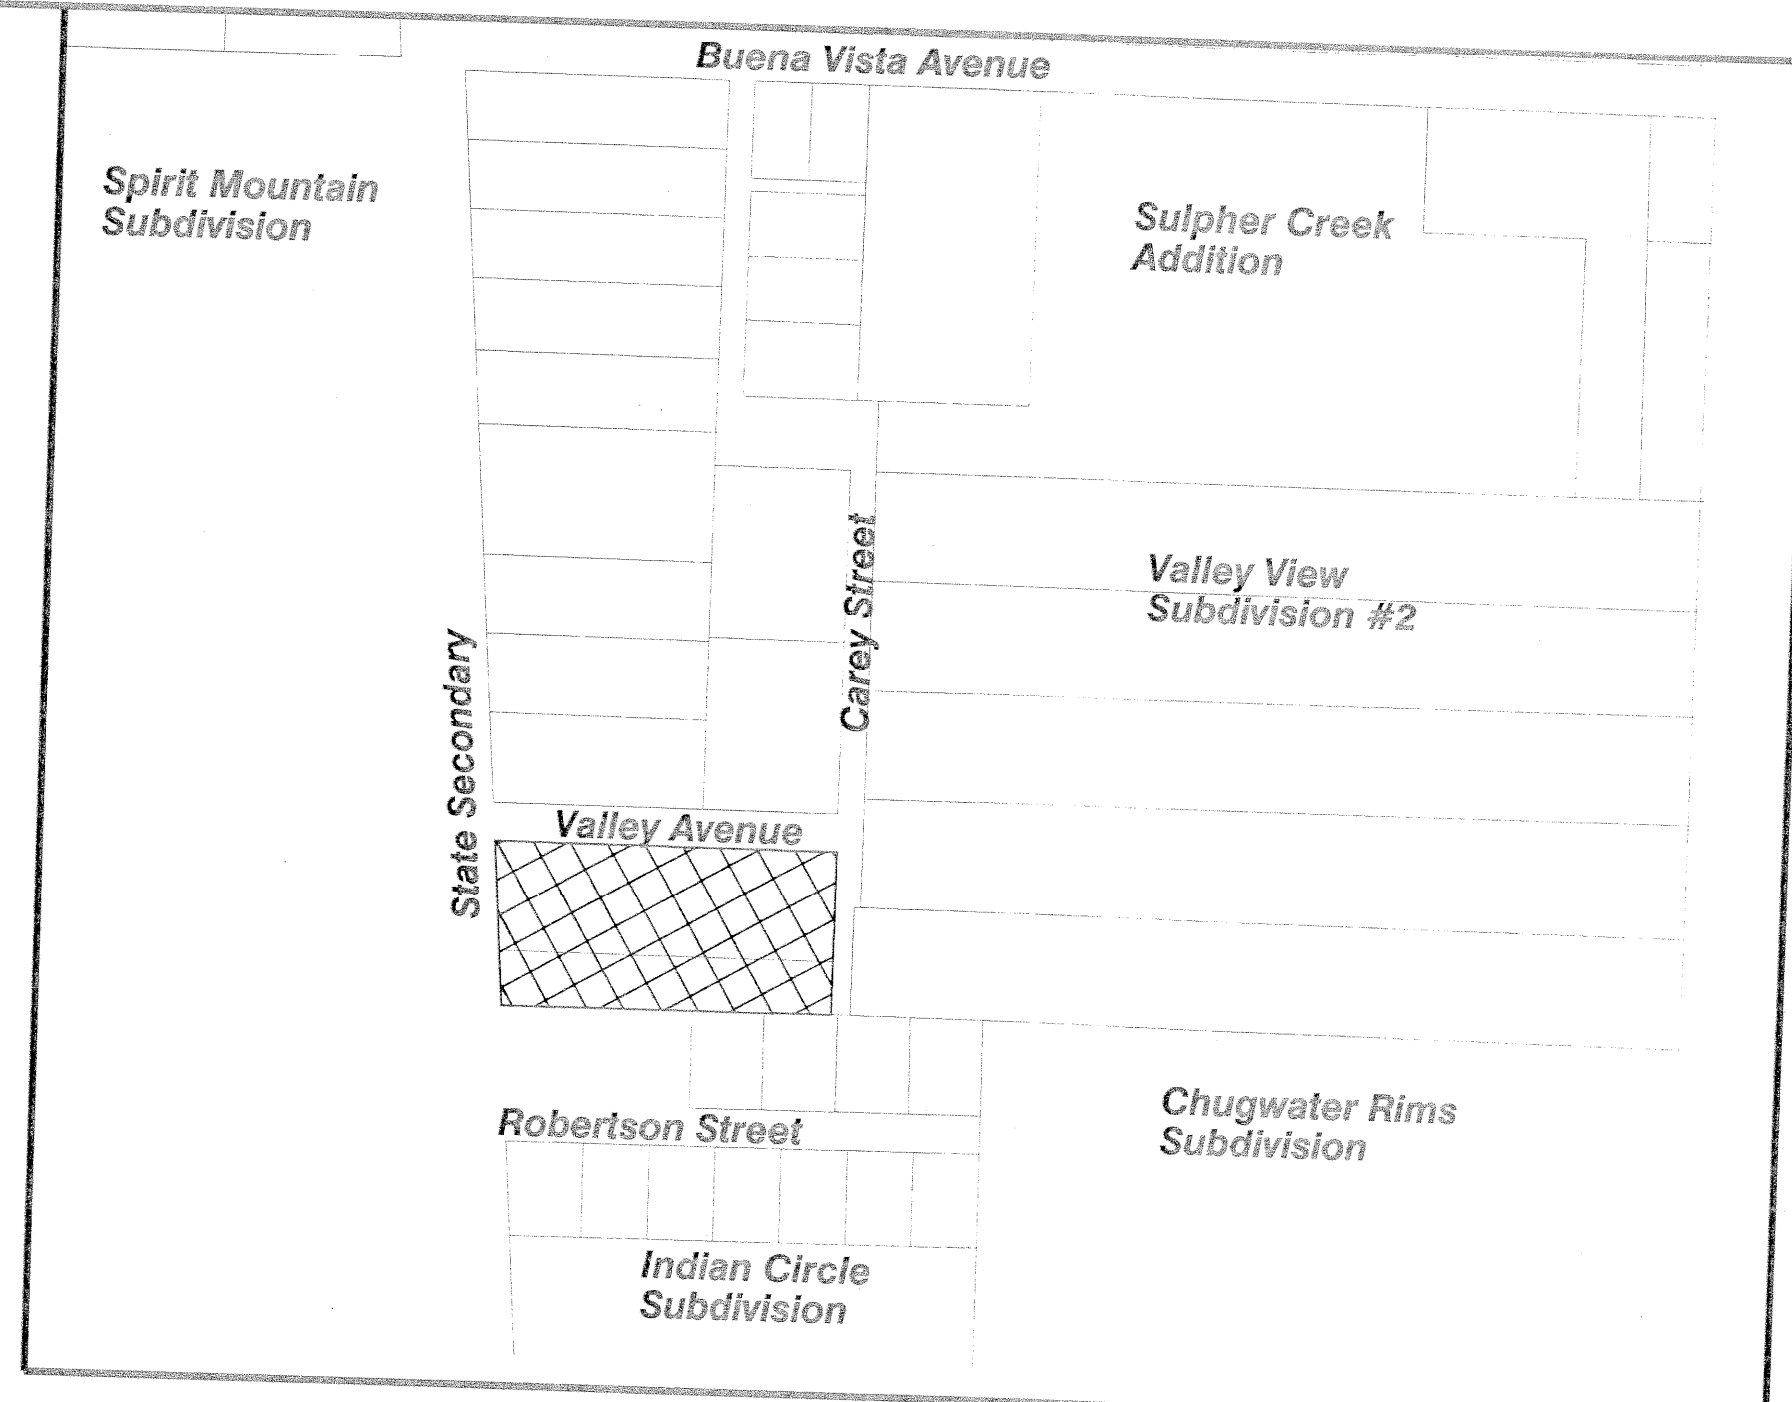 Buena Vista Avenue
Spirit Mountain
Subdivision
Sulpher Creek
Addition
Valley View
Subdivision #2
Carey Street
State Secondary
Valley Avenue
Chugwater Rims
Subdivision
Robertson Street
Indian Circle
Subdivision